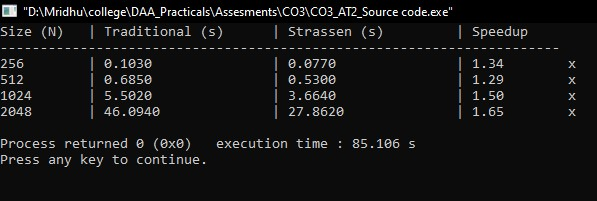 "D:\Mridhu\college\DAA_Practicals\Assesments\CO3\CO3_AT2_Source code.exe"
Size (N) | Traditional (s) | Strassen (s) | Speedup
--------------------------------------------------------------
256 | 0.1030 | 0.0770 | 1.34 x
512 | 0.6850 | 0.5300 | 1.29 x
1024 | 5.5020 | 3.6640 | 1.50 x
2048 | 46.0940 | 27.8620 | 1.65 x
Process returned 0 (0x0) execution time : 85.106 s
Press any key to continue.